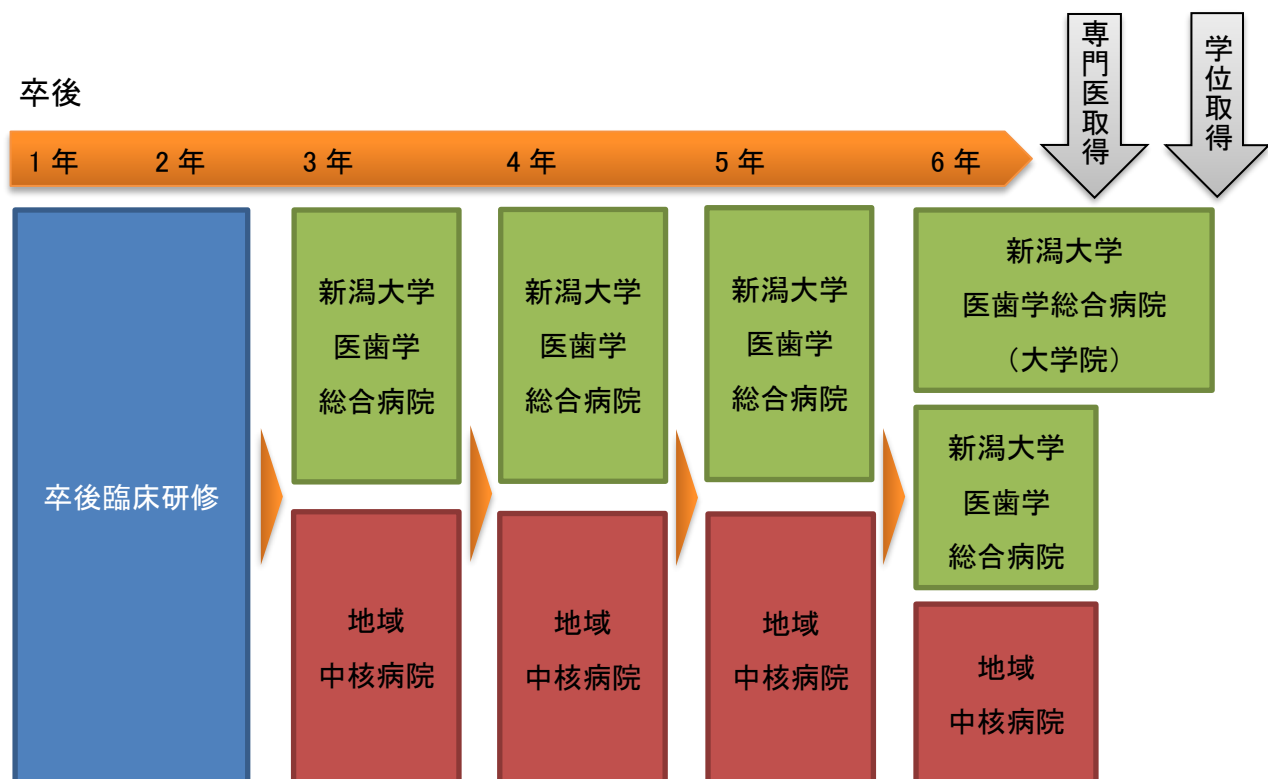 卒後
1年 2年 3年 4年 5年 6年
専門医取得
学位取得
卒後臨床研修
新潟大学
医歯学
総合病院
地域
中核病院
新潟大学
医歯学
総合病院
地域
中核病院
新潟大学
医歯学
総合病院
地域
中核病院
新潟大学
医歯学総合病院
（大学院）
新潟大学
医歯学
総合病院
地域
中核病院